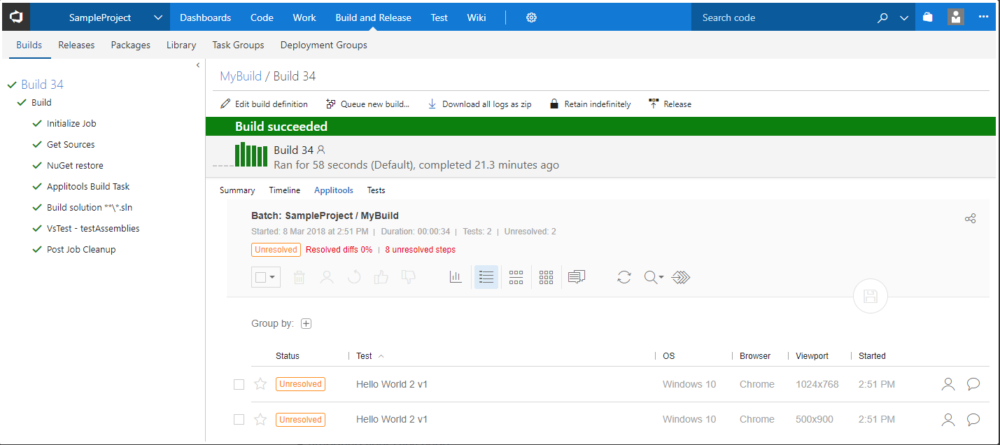 SampleProject Dashboards Code Work Build and Release Test Wiki Search code
Builds Releases Packages Library Task Groups Deployment Groups
Build 34
Build
Initialize Job
Get Sources
NuGet restore
Applitools Build Task
Build solution **\*.sln
VsTest - testAssemblies
Post Job Cleanup
MyBuild / Build 34
Edit build definition Queue new build... Download all logs as zip Retain indefinitely Release
Build succeeded
Build 34
Ran for 58 seconds (Default), completed 21.3 minutes ago
Summary Timeline Applitools Tests
Batch: SampleProject / MyBuild
Started: 8 Mar 2018 at 2:51 PM | Duration: 00:00:34 | Tests: 2 | Unresolved: 2
Unresolved Resolved diffs 0% | 8 unresolved steps
Group by:
Status Test OS Browser Viewport Started
Unresolved Hello World 2 v1 Windows 10 Chrome 1024x768 2:51 PM
Unresolved Hello World 2 v1 Windows 10 Chrome 500x900 2:51 PM